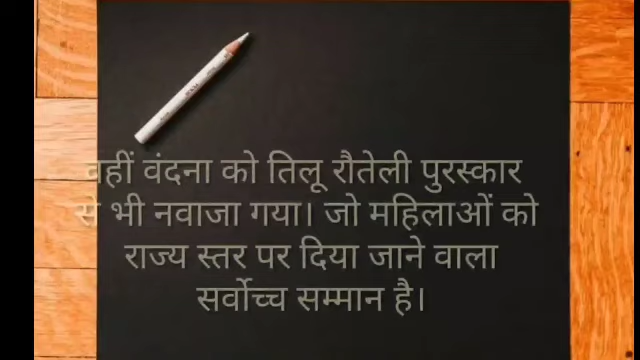 वहीं वंदना को तिलू रौतेली पुरस्कार
से भी नवाजा गया। जो महिलाओं को
राज्य स्तर पर दिया जाने वाला
सर्वोच्च सम्मान है।